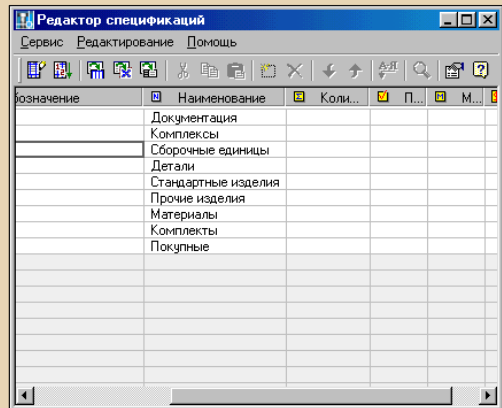 Редактор спецификаций
Сервис Редактирование Помощь
бозначение Наименование Коли... П... М...
Документация
Комплексы
Сборочные единицы
Детали
Стандартные изделия
Прочие изделия
Материалы
Комплекты
Покупные